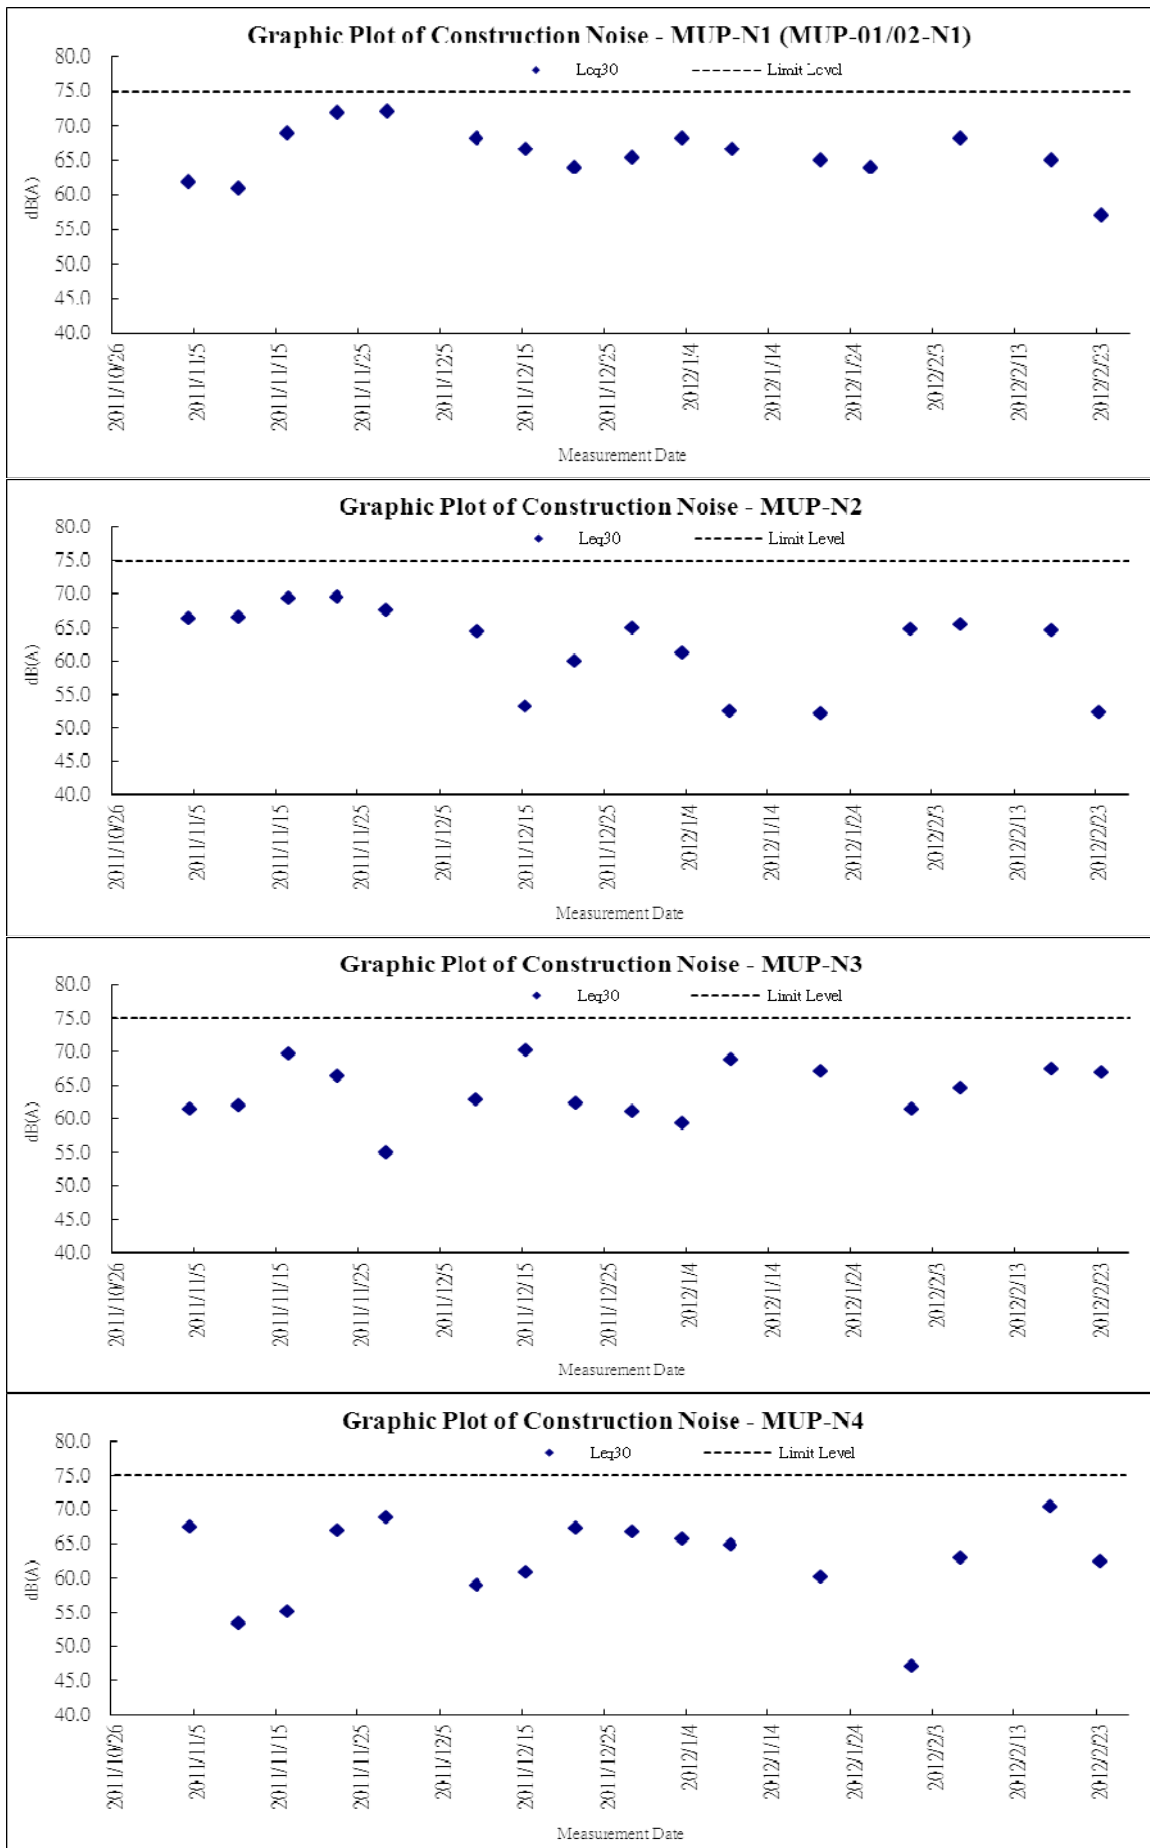 Graphic Plot of Construction Noise - MUP-N1 (MUP-01/02-N1)
Leq30 Limit Level
80.0
75.0
70.0
65.0
60.0
55.0
50.0
45.0
40.0
dB(A)
2011/10/26 2011/11/5 2011/11/15 2011/11/25 2011/12/5 2011/12/15 2011/12/25 2012/1/4 2012/1/14 2012/1/24 2012/2/3 2012/2/13 2012/2/23
Measurement Date
Graphic Plot of Construction Noise - MUP-N2
Leq30 Limit Level
80.0
75.0
70.0
65.0
60.0
55.0
50.0
45.0
40.0
dB(A)
2011/10/26 2011/11/5 2011/11/15 2011/11/25 2011/12/5 2011/12/15 2011/12/25 2012/1/4 2012/1/14 2012/1/24 2012/2/3 2012/2/13 2012/2/23
Measurement Date
Graphic Plot of Construction Noise - MUP-N3
Leq30 Limit Level
80.0
75.0
70.0
65.0
60.0
55.0
50.0
45.0
40.0
dB(A)
2011/10/26 2011/11/5 2011/11/15 2011/11/25 2011/12/5 2011/12/15 2011/12/25 2012/1/4 2012/1/14 2012/1/24 2012/2/3 2012/2/13 2012/2/23
Measurement Date
Graphic Plot of Construction Noise - MUP-N4
Leq30 Limit Level
80.0
75.0
70.0
65.0
60.0
55.0
50.0
45.0
40.0
dB(A)
2011/10/26 2011/11/5 2011/11/15 2011/11/25 2011/12/5 2011/12/15 2011/12/25 2012/1/4 2012/1/14 2012/1/24 2012/2/3 2012/2/13 2012/2/23
Measurement Date